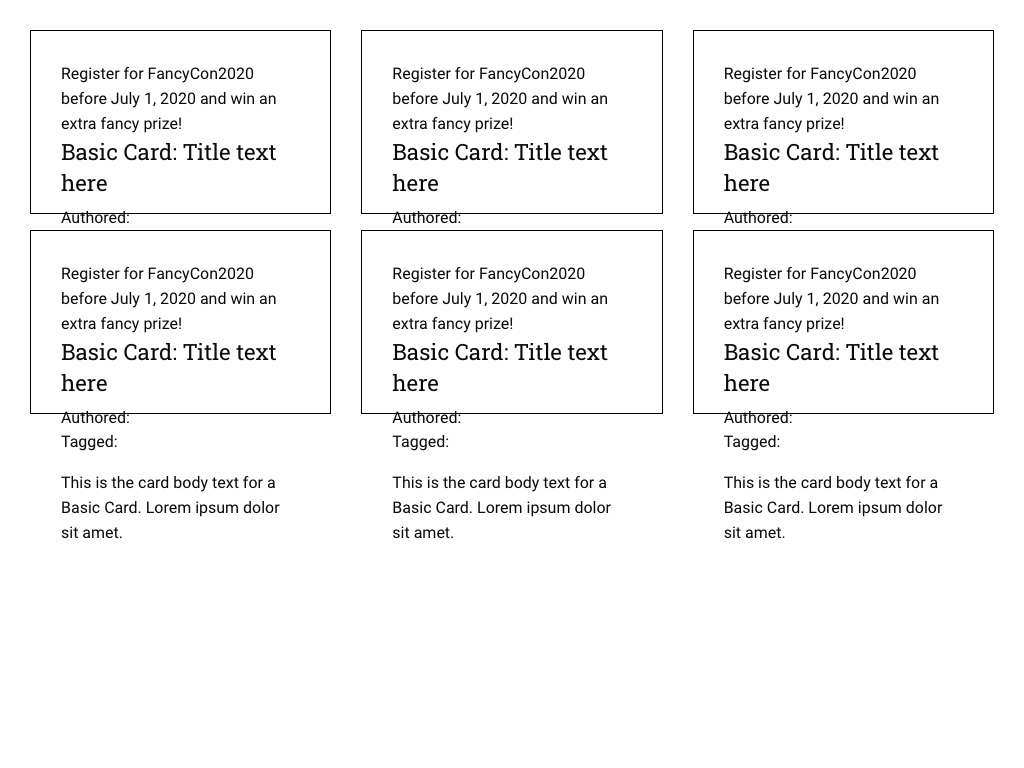 Register for FancyCon2020
before July 1, 2020 and win an
extra fancy prize!
Basic Card: Title text
here
Authored:
Register for FancyCon2020
before July 1, 2020 and win an
extra fancy prize!
Basic Card: Title text
here
Authored:
Register for FancyCon2020
before July 1, 2020 and win an
extra fancy prize!
Basic Card: Title text
here
Authored:
Register for FancyCon2020
before July 1, 2020 and win an
extra fancy prize!
Basic Card: Title text
here
Authored:
Tagged:
This is the card body text for a
Basic Card. Lorem ipsum dolor
sit amet.
Register for FancyCon2020
before July 1, 2020 and win an
extra fancy prize!
Basic Card: Title text
here
Authored:
Tagged:
This is the card body text for a
Basic Card. Lorem ipsum dolor
sit amet.
Register for FancyCon2020
before July 1, 2020 and win an
extra fancy prize!
Basic Card: Title text
here
Authored:
Tagged:
This is the card body text for a
Basic Card. Lorem ipsum dolor
sit amet.